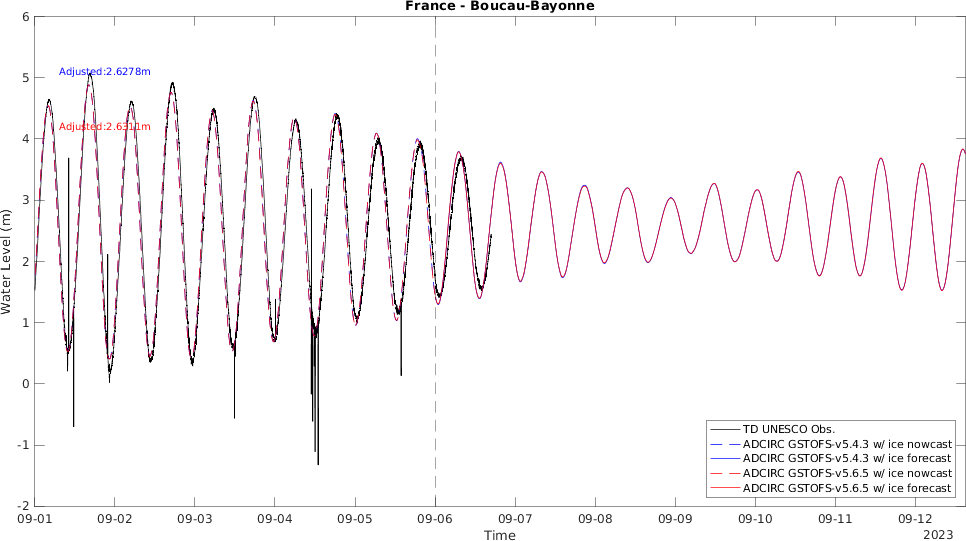 France - Boucau-Bayonne
6
5
4
3
2
1
0
-1
-2
Water Level (m)
Adjusted:2.6278m
Adjusted:2.6311m
TD UNESCO Obs.
ADCIRC GSTOFS-v5.4.3 w/ ice nowcast
ADCIRC GSTOFS-v5.4.3 w/ ice forecast
ADCIRC GSTOFS-v5.6.5 w/ ice nowcast
ADCIRC GSTOFS-v5.6.5 w/ ice forecast
09-01 09-02 09-03 09-04 09-05 09-06 09-07 09-08 09-09 09-10 09-11 09-12
Time
2023